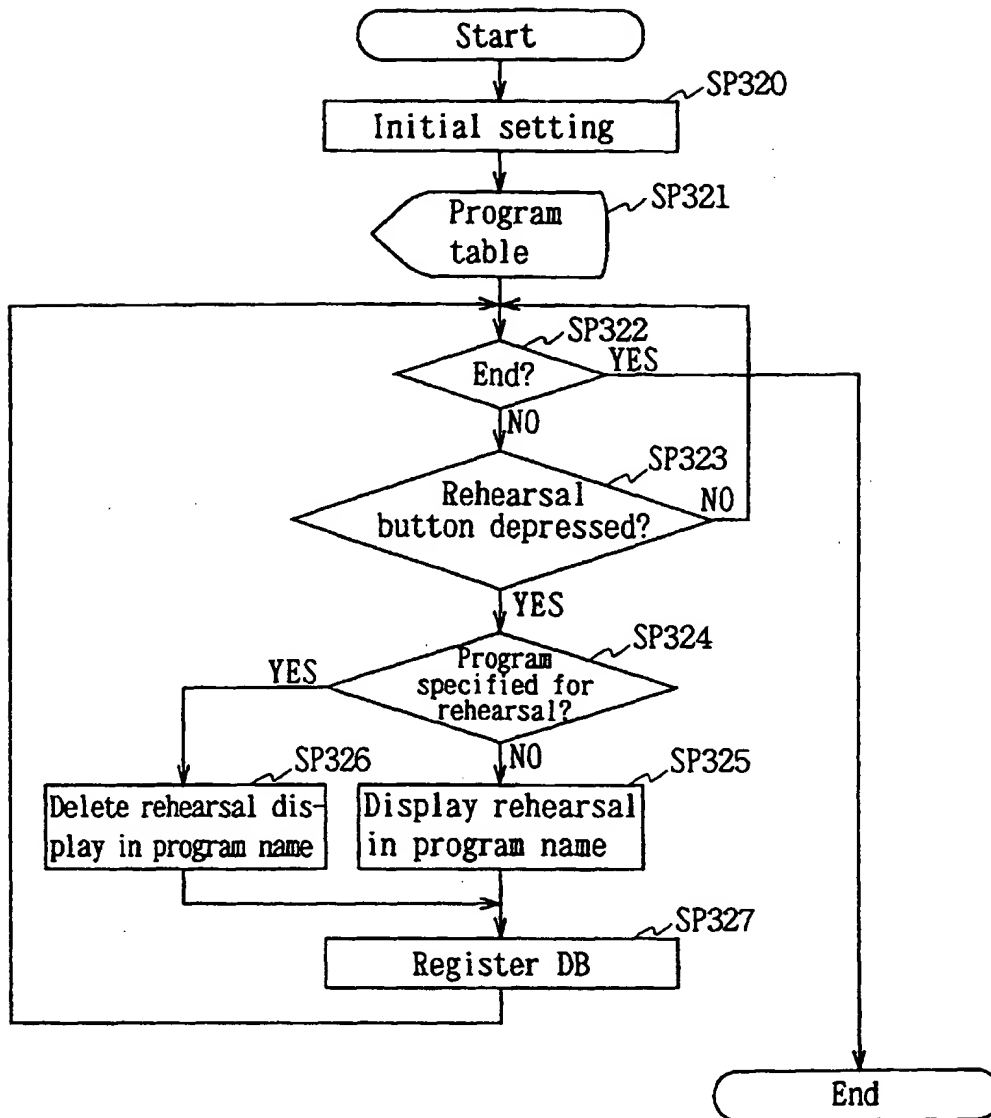 Start
SP320
Initial setting
SP321
Program
table
SP322
End?
YES
NO
SP323
Rehearsal
button depressed?
NO
YES
SP324
Program
specified for
rehearsal?
YES
NO
SP326
Delete rehearsal dis-
play in program name
SP325
Display rehearsal
in program name
SP327
Register DB
End